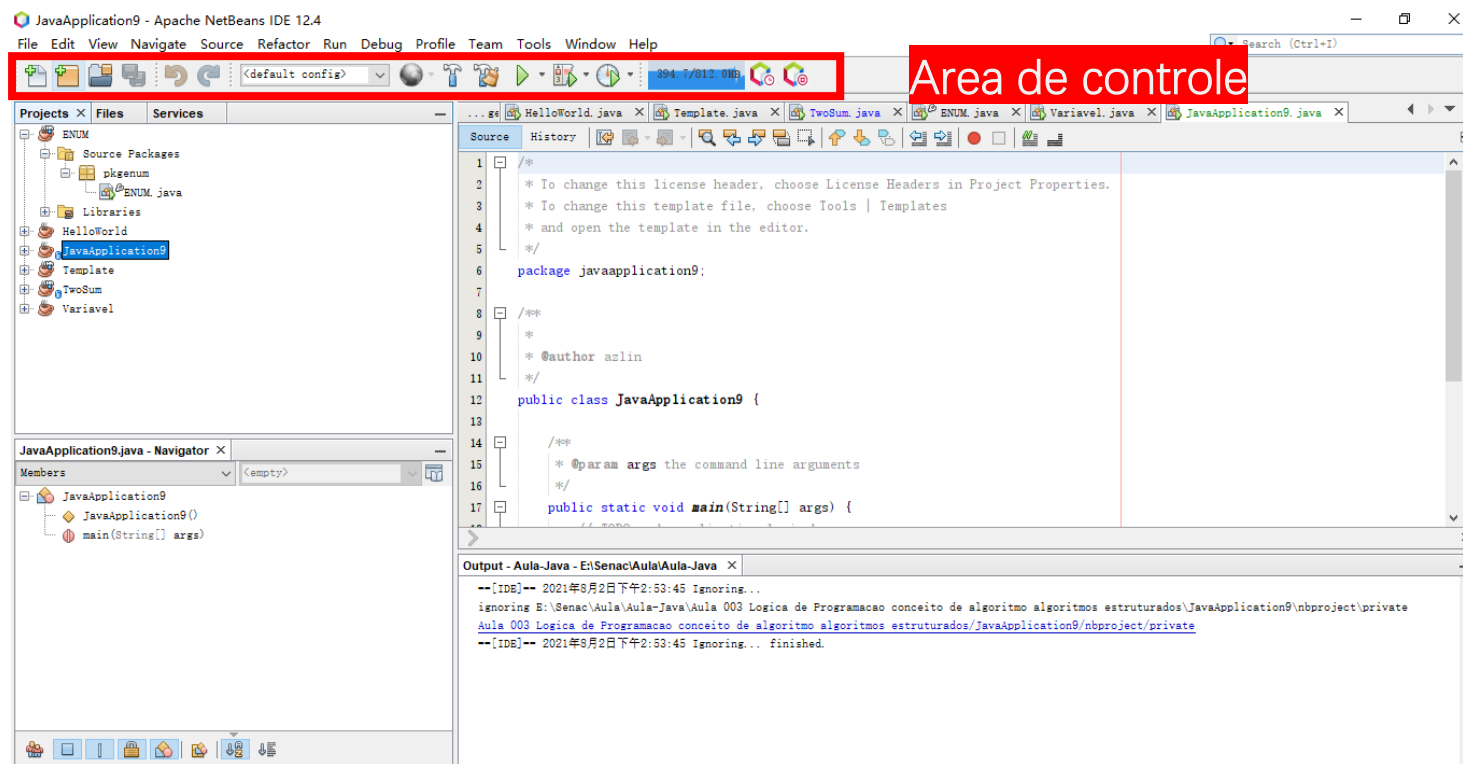 JavaApplication9 - Apache NetBeans IDE 12.4
File Edit View Navigate Source Refactor Run Debug Profile Team Tools Window Help
Search (Ctrl+I)
Area de controle
<default config>
394.7/812.0MB
Projects Files Services
ENUM
Source Packages
pkgenum
ENUM.java
Libraries
HelloWorld
JavaApplication9
Template
TwoSum
Variavel
JavaApplication9.java - Navigator
Members <empty>
JavaApplication9
JavaApplication9()
main(String[] args)
...ge HelloWorld.java Template.java TwoSum.java ENUM.java Variavel.java JavaApplication9.java
Source History
1 /*
2 * To change this license header, choose License Headers in Project Properties.
3 * To change this template file, choose Tools | Templates
4 * and open the template in the editor.
5 */
6 package javaapplication9;
7
8 /**
9 *
10 * @author azlin
11 */
12 public class JavaApplication9 {
13
14 /**
15 * @param args the command line arguments
16 */
17 public static void main(String[] args) {
Output - Aula-Java - E:\Senac\Aula\Aula-Java
==[IDE]== 2021年8月2日下午2:53:45 Ignoring...
ignoring E:\Senac\Aula\Aula-Java\Aula 003 Logica de Programacao conceito de algoritmo algoritmos estruturados\JavaApplication9\nbproject\private
Aula 003 Logica de Programacao conceito de algoritmo algoritmos estruturados/JavaApplication9/nbproject/private
==[IDE]== 2021年8月2日下午2:53:45 Ignoring... finished.